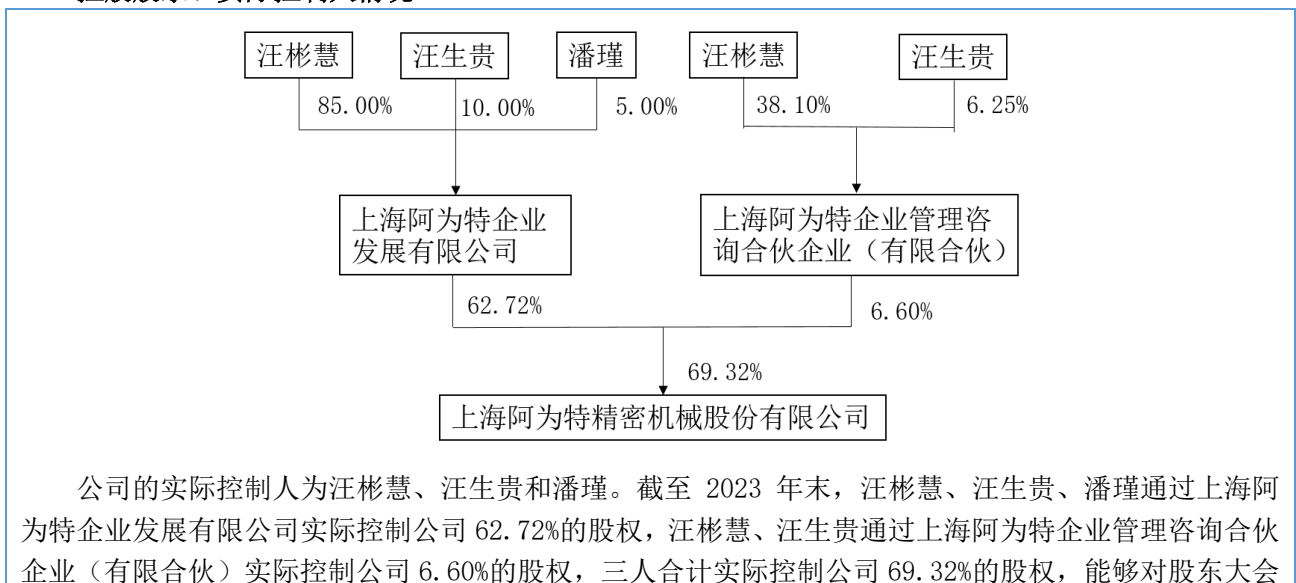 汪彬慧 汪生贵 潘瑾 汪彬慧 汪生贵
85.00% 10.00% 5.00% 38.10% 6.25%
上海阿为特企业
发展有限公司
上海阿为特企业管理咨
询合伙企业（有限合伙）
62.72% 6.60%
69.32%
上海阿为特精密机械股份有限公司
公司的实际控制人为汪彬慧、汪生贵和潘瑾。截至 2023 年末，汪彬慧、汪生贵、潘瑾通过上海阿
为特企业发展有限公司实际控制公司 62.72%的股权，汪彬慧、汪生贵通过上海阿为特企业管理咨询合伙
企业（有限合伙）实际控制公司 6.60%的股权，三人合计实际控制公司 69.32%的股权，能够对股东大会